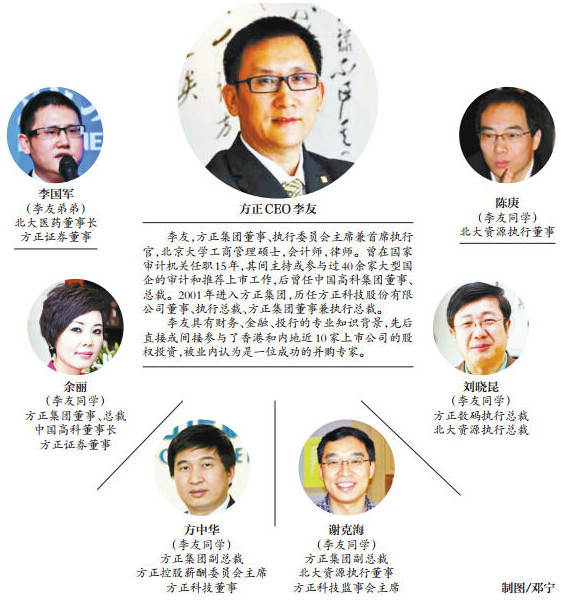 方正CEO李友
李友,方正集团董事、执行委员会主席兼首席执行
官,北京大学工商管理硕士,会计师,律师。曾在国家
审计机关任职15年,其间主持或参与过40余家大型国
企的审计和推荐上市工作,后曾任中国高科集团董事、
总裁。2001年进入方正集团,历任方正科技股份有限
公司董事、执行总裁、方正集团董事兼执行总裁。
李友具有财务、金融、投行的专业知识背景,先后
直接或间接参与了香港和内地近10家上市公司的股
权投资,被业内认为是一位成功的并购专家。
李国军
(李友弟弟)
北大医药董事长
方正证券董事
陈庚
(李友同学)
北大资源执行董事
余丽
(李友同学)
方正集团董事、总裁
中国高科董事长
方正证券董事
刘晓昆
(李友同学)
方正数码执行总裁
北大资源执行总裁
方中华
(李友同学)
方正集团副总裁
方正控股薪酬委员会主席
方正科技董事
谢克海
(李友同学)
方正集团副总裁
北大资源执行董事
方正科技监事会主席
制图/邓宁